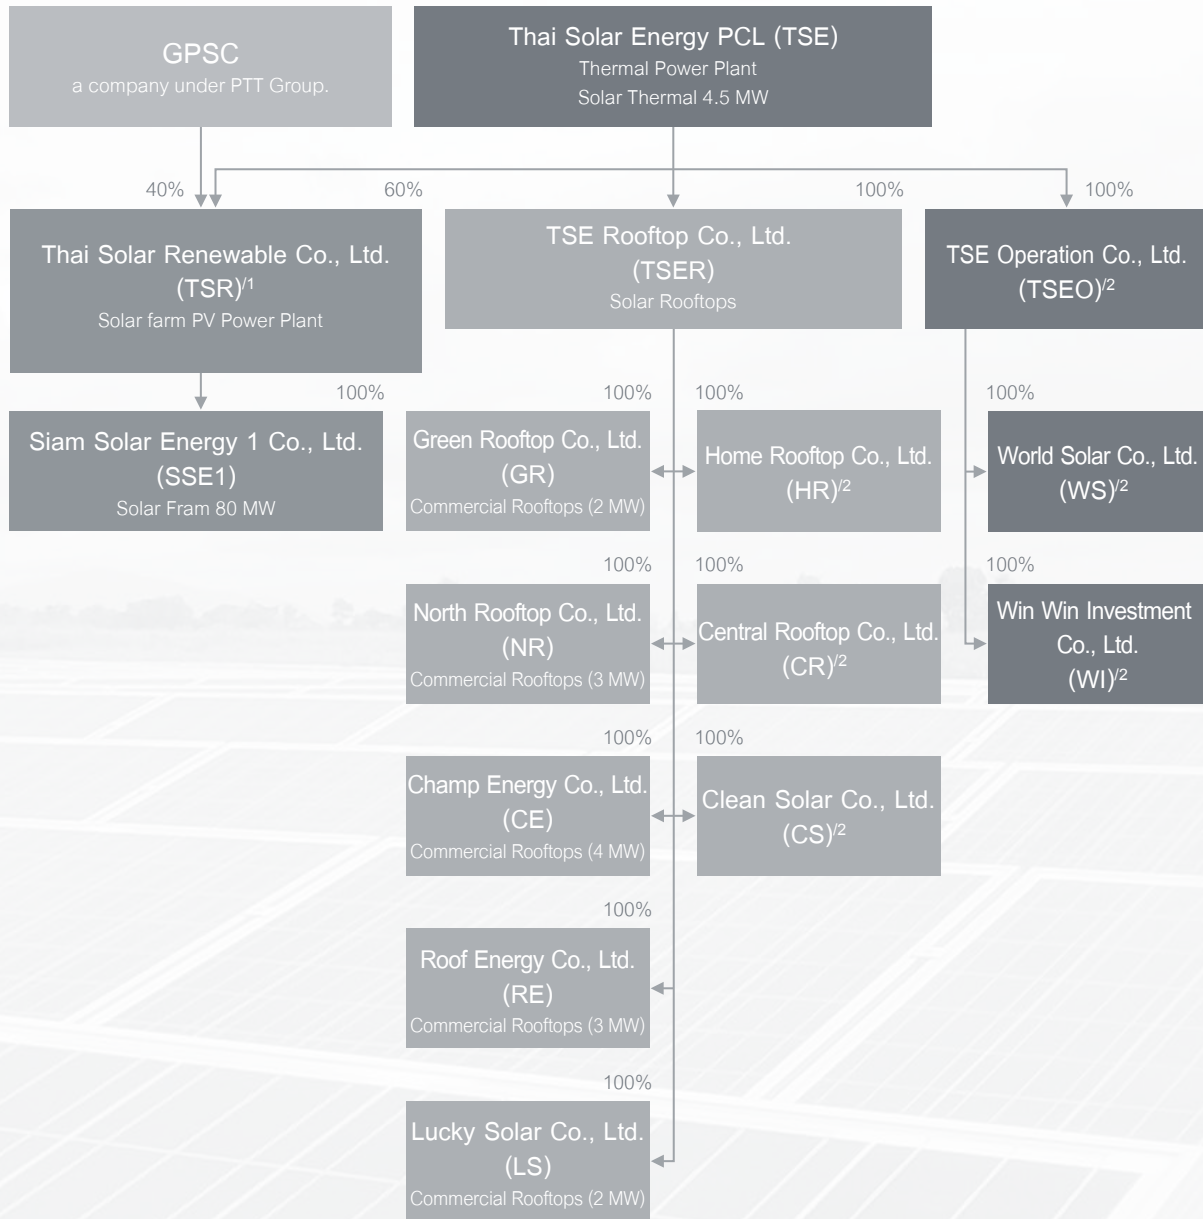 GPSC
a company under PTT Group.
Thai Solar Energy PCL (TSE)
Thermal Power Plant
Solar Thermal 4.5 MW
40%
60%
100%
100%
Thai Solar Renewable Co., Ltd.
(TSR)/1
Solar farm PV Power Plant
TSE Rooftop Co., Ltd.
(TSER)
Solar Rooftops
TSE Operation Co., Ltd.
(TSEO)/2
100%
Siam Solar Energy 1 Co., Ltd.
(SSE1)
Solar Fram 80 MW
100%
Green Rooftop Co., Ltd.
(GR)
Commercial Rooftops (2 MW)
100%
Home Rooftop Co., Ltd.
(HR)/2
100%
World Solar Co., Ltd.
(WS)/2
100%
North Rooftop Co., Ltd.
(NR)
Commercial Rooftops (3 MW)
100%
Central Rooftop Co., Ltd.
(CR)/2
100%
Win Win Investment
Co., Ltd.
(WI)/2
100%
Champ Energy Co., Ltd.
(CE)
Commercial Rooftops (4 MW)
100%
Clean Solar Co., Ltd.
(CS)/2
100%
Roof Energy Co., Ltd.
(RE)
Commercial Rooftops (3 MW)
100%
Lucky Solar Co., Ltd.
(LS)
Commercial Rooftops (2 MW)